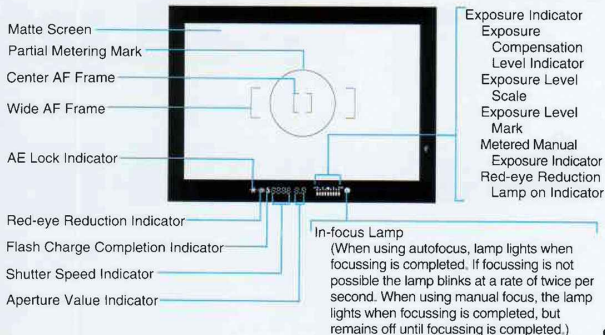 Matte Screen
Partial Metering Mark
Center AF Frame
Wide AF Frame
AE Lock Indicator
Red-eye Reduction Indicator
Flash Charge Completion Indicator
Shutter Speed Indicator
Aperture Value Indicator
Exposure Indicator
Exposure
Compensation
Level Indicator
Exposure Level
Scale
Exposure Level
Mark
Metered Manual
Exposure Indicator
Red-eye Reduction
Lamp on Indicator
In-focus Lamp
(When using autofocus, lamp lights when
focussing is completed. If focussing is not
possible the lamp blinks at a rate of twice per
second. When using manual focus, the lamp
lights when focussing is completed, but
remains off until focussing is completed.)